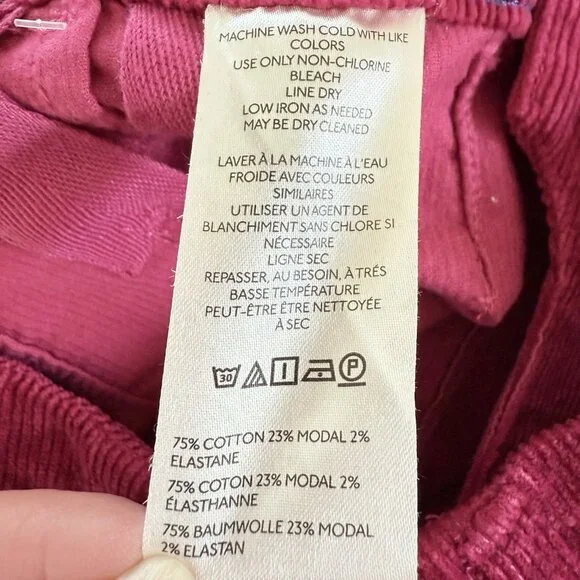 MACHINE WASH COLD WITH LIKE
COLORS
USE ONLY NON-CHLORINE
BLEACH
LINE DRY
LOW IRON AS NEEDED
MAY BE DRY CLEANED
LAVER À LA MACHINE À L'EAU
FROIDE AVEC COULEURS
SIMILAIRES
UTILISER UN AGENT DE
BLANCHIMENT SANS CHLORE SI
NÉCESSAIRE
LIGNE SEC
REPASSER, AU BESOIN, À TRÉS
BASSE TEMPÉRATURE
PEUT-ÊTRE ÊTRE NETTOYÉE
À SEC
30 P
75% COTTON 23% MODAL 2%
ELASTANE
75% COTON 23% MODAL 2%
ÉLASTHANNE
75% BAUMWOLLE 23% MODAL
2% ELASTAN